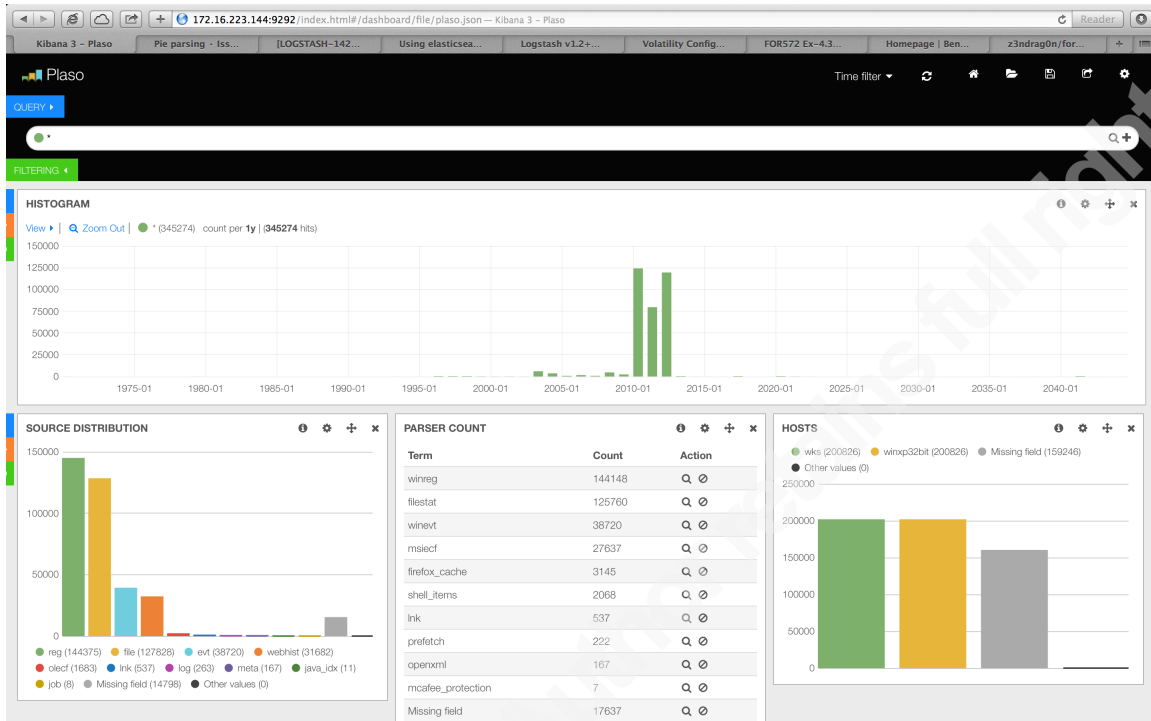 172.16.223.144:9292/index.html#/dashboard/file/plaso.json — Kibana 3 – Plaso
Reader
Kibana 3 – Plaso
Pie parsing · Iss...
[LOGSTASH-142...
Using elasticsea...
Logstash v1.2+...
Volatility Config...
FOR572 Ex–4.3...
Homepage | Ben...
z3ndrag0n/for...
Plaso
Time filter
QUERY
*
FILTERING
HISTOGRAM
View
Zoom Out
* (345274) count per 1y | (345274 hits)
150000
125000
100000
75000
50000
25000
0
1975-01 1980-01 1985-01 1990-01 1995-01 2000-01 2005-01 2010-01 2015-01 2020-01 2025-01 2030-01 2035-01 2040-01
SOURCE DISTRIBUTION
150000
100000
50000
0
reg (144375) file (127828) evt (38720) webhist (31682)
olecf (1683) lnk (537) log (263) meta (167) java_idx (11)
job (8) Missing field (14798) Other values (0)
PARSER COUNT
Term Count Action
winreg 144148
filestat 125760
winevt 38720
msiecf 27637
firefox_cache 3145
shell_items 2068
lnk 537
prefetch 222
openxml 167
mcafee_protection 7
Missing field 17637
HOSTS
wks (200826) winxp32bit (200826) Missing field (159246)
Other values (0)
250000
200000
150000
100000
50000
0
Author retains full right